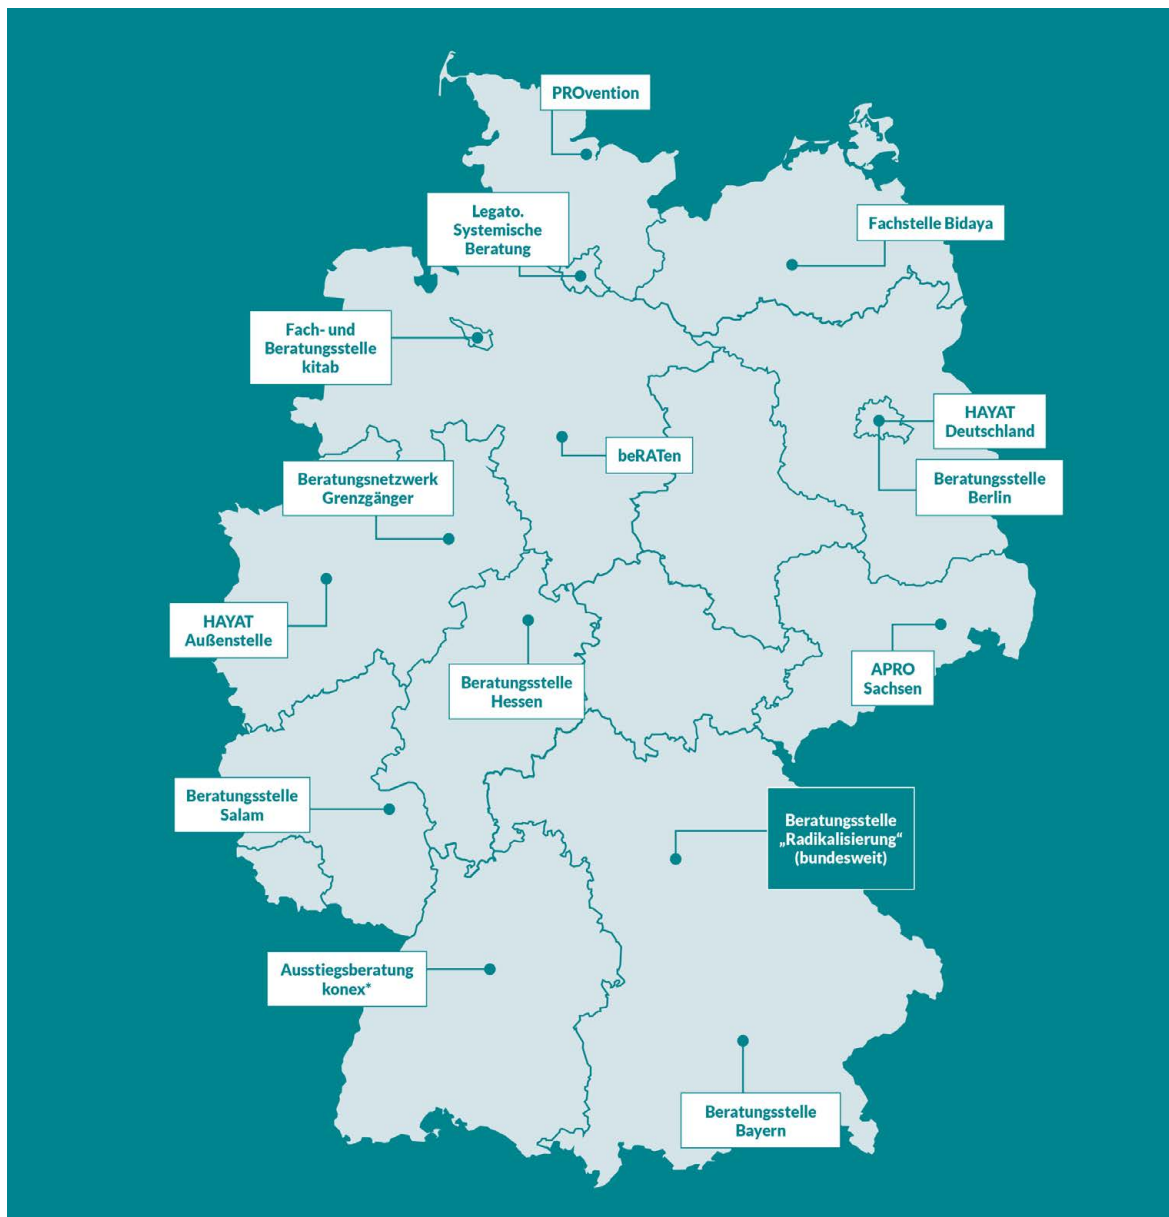 PROvention
Legato.
Systemische
Beratung
Fachstelle Bidaya
Fach- und
Beratungsstelle
kitab
HAYAT
Deutschland
beRATen
Beratungsnetzwerk
Grenzgänger
Beratungsstelle
Berlin
HAYAT
Außenstelle
Beratungsstelle
Hessen
APRO
Sachsen
Beratungsstelle
Salam
Beratungsstelle
„Radikalisierung“
(bundesweit)
Ausstiegsberatung
konex*
Beratungsstelle
Bayern